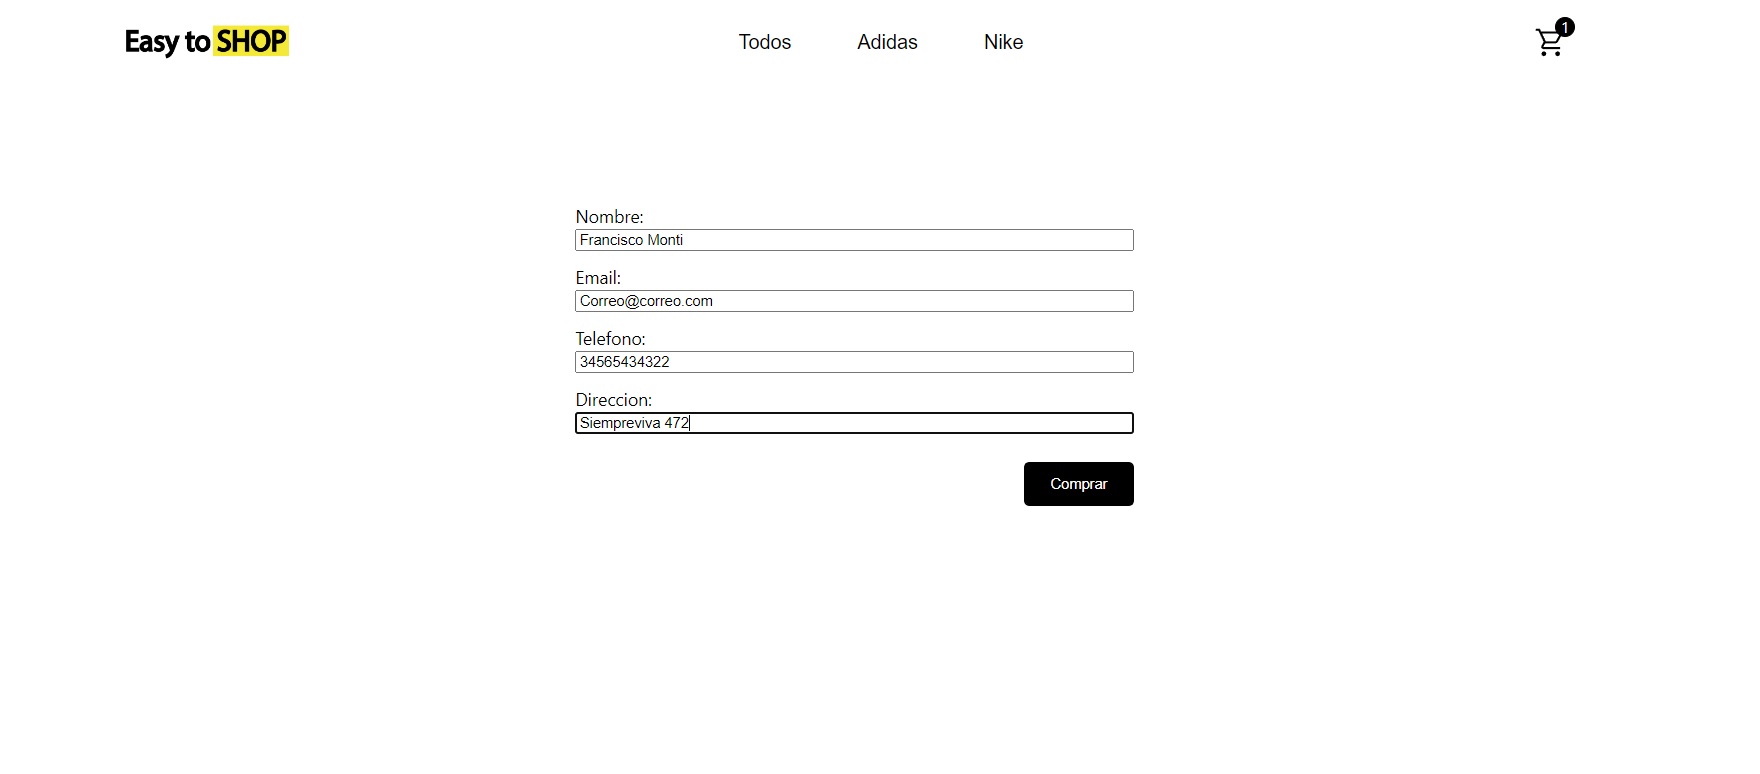 Easy to SHOP
Todos Adidas Nike
1
Nombre:
Francisco Monti
Email:
Correo@correo.com
Telefono:
34565434322
Direccion:
Siempreviva 472
Comprar